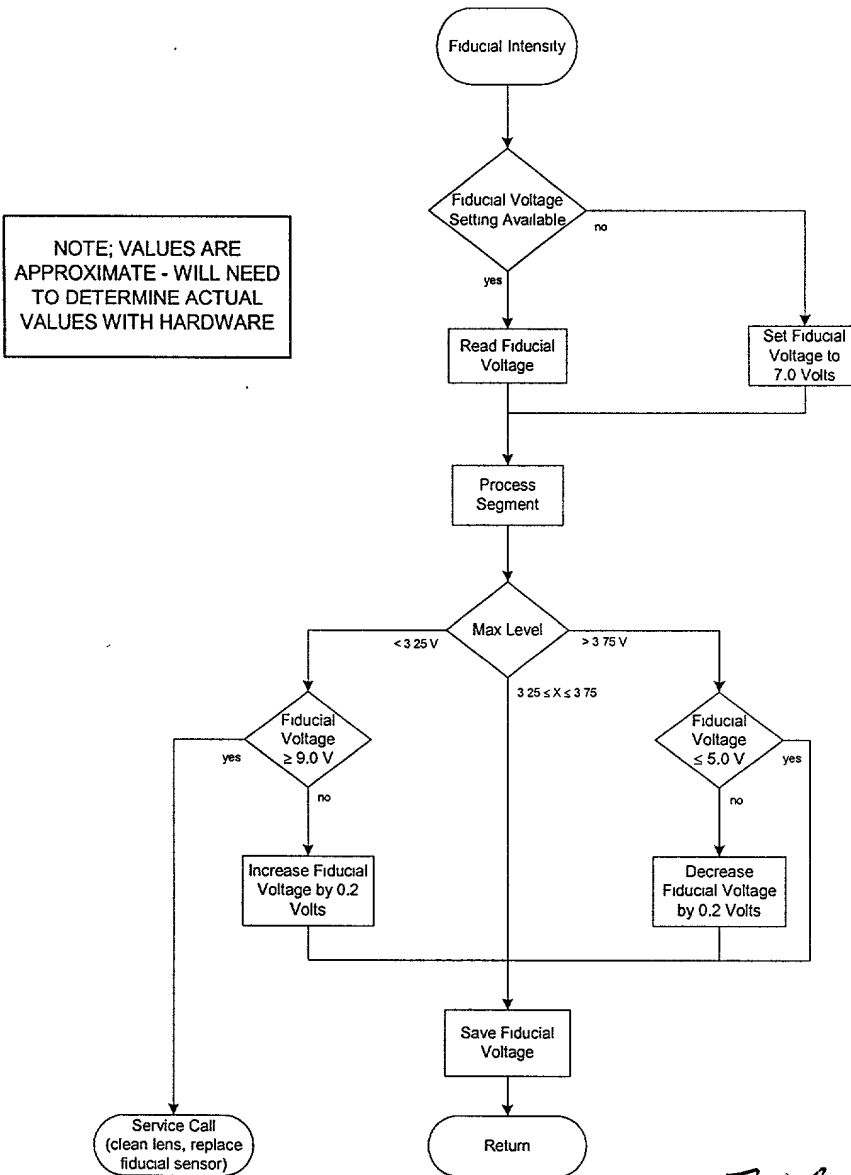 Fiducial Intensity
Fiducial Voltage
Setting Available
no
yes
NOTE; VALUES ARE
APPROXIMATE - WILL NEED
TO DETERMINE ACTUAL
VALUES WITH HARDWARE
Read Fiducial
Voltage
Set Fiducial
Voltage to
7.0 Volts
Process
Segment
Max Level
< 3 25 V
> 3 75 V
3 25 ≤ X ≤ 3 75
Fiducial
Voltage
≥ 9.0 V
yes
no
Fiducial
Voltage
≤ 5.0 V
yes
no
Increase Fiducial
Voltage by 0.2
Volts
Decrease
Fiducial Voltage
by 0.2 Volts
Save Fiducial
Voltage
Service Call
(clean lens, replace
fiducial sensor)
Return